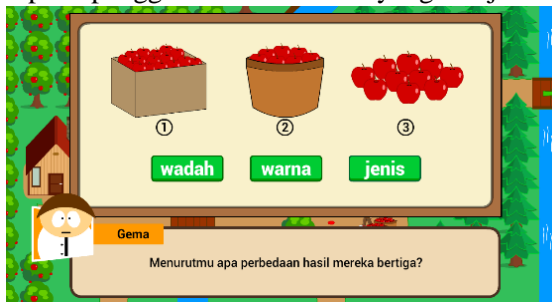 ① ② ③
wadah warna jenis
Gema
Menurutmu apa perbedaan hasil mereka bertiga?